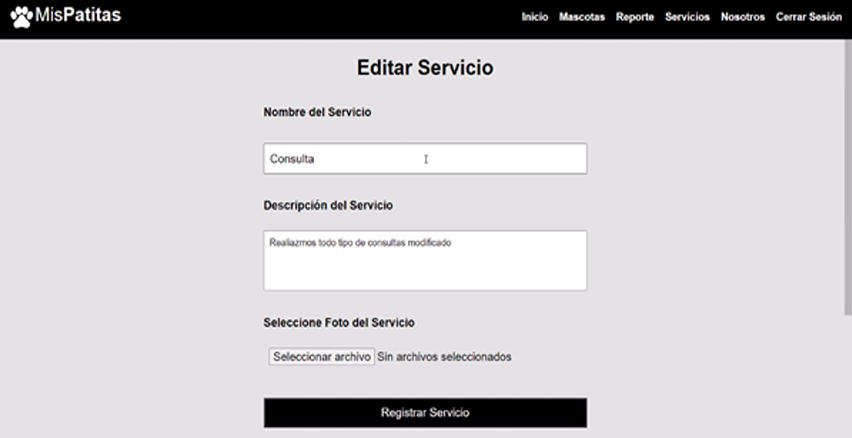 MisPatitas
Inicio Mascotas Reporte Servicios Nosotros Cerrar Sesión
Editar Servicio
Nombre del Servicio
Consulta
Descripción del Servicio
Realiazmos todo tipo de consultas modificado
Seleccione Foto del Servicio
Seleccionar archivo Sin archivos seleccionados
Registrar Servicio